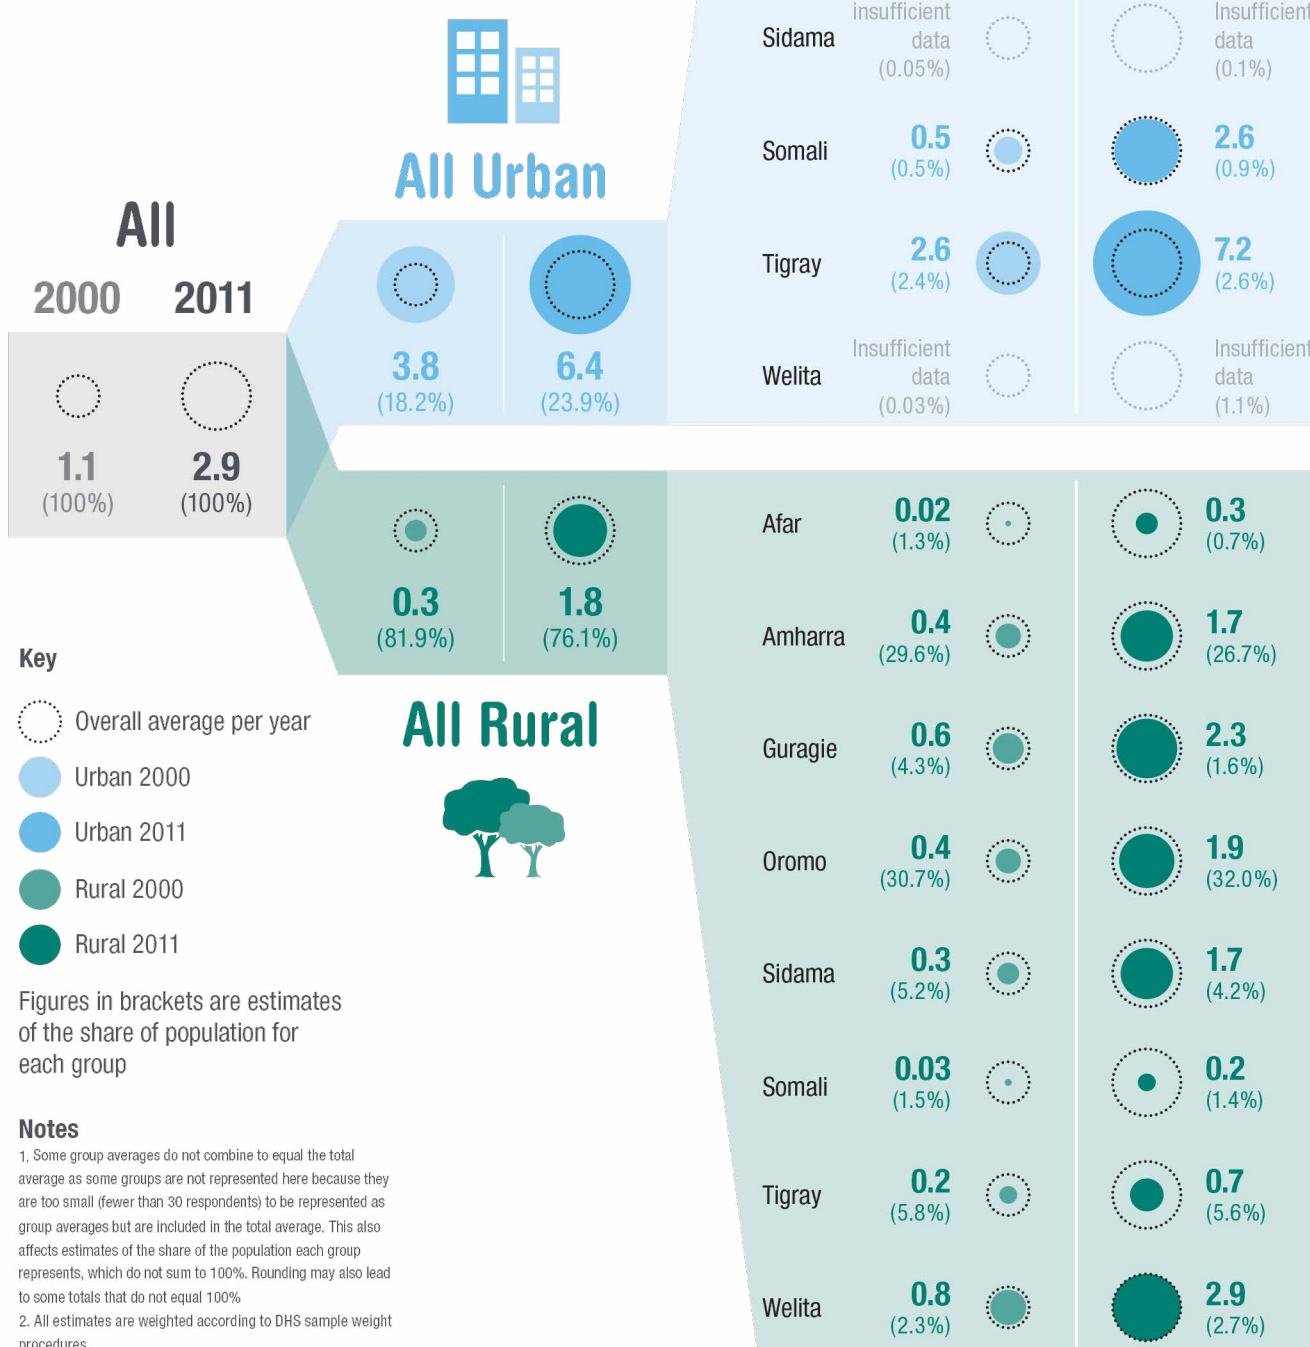 All
2000 2011
1.1 2.9
(100%) (100%)
All Urban
3.8 6.4
(18.2%) (23.9%)
0.3 1.8
(81.9%) (76.1%)
All Rural
Key
Overall average per year
Urban 2000
Urban 2011
Rural 2000
Rural 2011
Figures in brackets are estimates
of the share of population for
each group
Notes
1. Some group averages do not combine to equal the total
average as some groups are not represented here because they
are too small (fewer than 30 respondents) to be represented as
group averages but are included in the total average. This also
affects estimates of the share of the population each group
represents, which do not sum to 100%. Rounding may also lead
to some totals that do not equal 100%
2. All estimates are weighted according to DHS sample weight
procedures
insufficient Insufficient
Sidama data data
(0.05%) (0.1%)
Somali 0.5 2.6
(0.5%) (0.9%)
Tigray 2.6 7.2
(2.4%) (2.6%)
Insufficient Insufficient
Welita data data
(0.03%) (1.1%)
Afar 0.02 0.3
(1.3%) (0.7%)
Amharra 0.4 1.7
(29.6%) (26.7%)
Guragie 0.6 2.3
(4.3%) (1.6%)
Oromo 0.4 1.9
(30.7%) (32.0%)
Sidama 0.3 1.7
(5.2%) (4.2%)
Somali 0.03 0.2
(1.5%) (1.4%)
Tigray 0.2 0.7
(5.8%) (5.6%)
Welita 0.8 2.9
(2.3%) (2.7%)